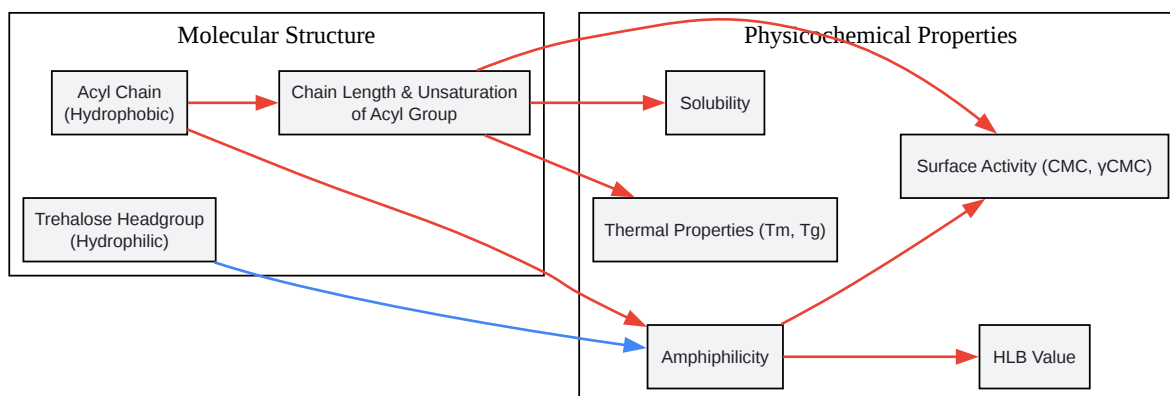 Molecular Structure
Physicochemical Properties
Acyl Chain
(Hydrophobic)
Chain Length & Unsaturation
of Acyl Group
Solubility
Surface Activity (CMC, γCMC)
Trehalose Headgroup
(Hydrophilic)
Thermal Properties (Tm, Tg)
Amphiphilicity
HLB Value